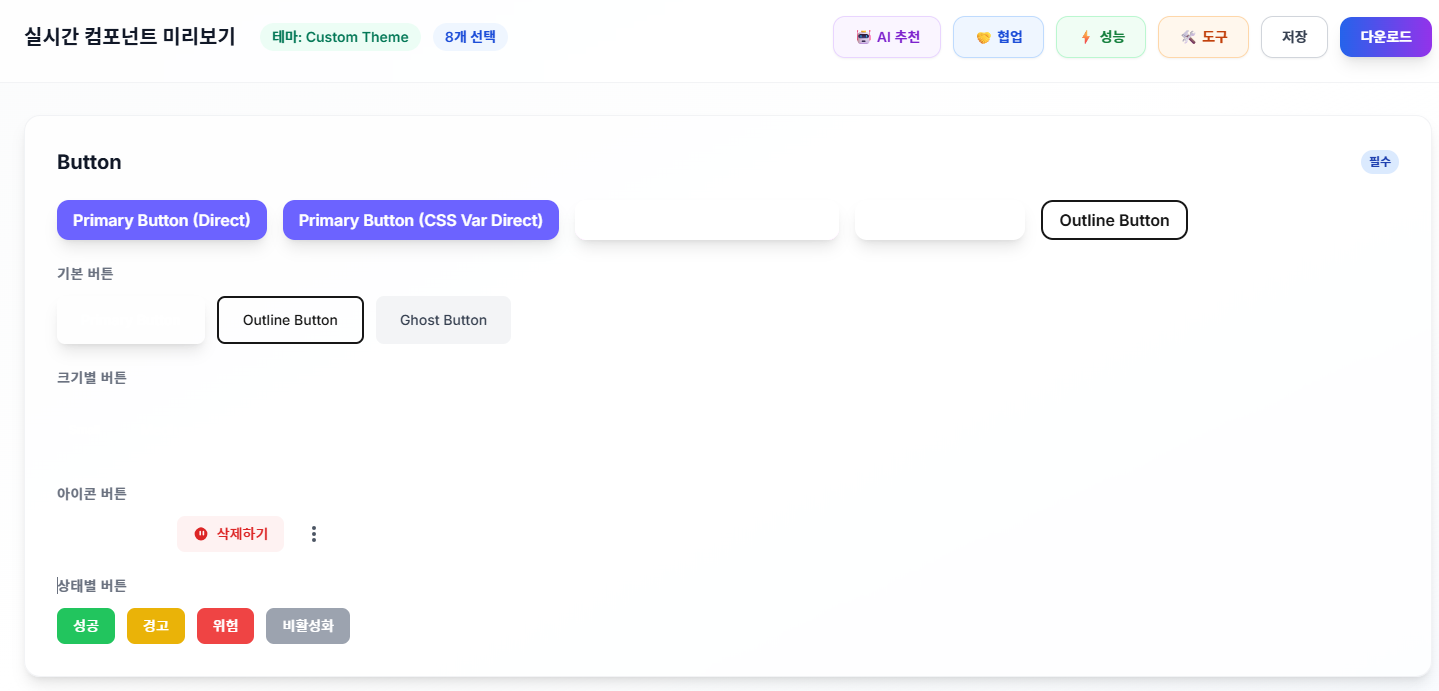 실시간 컴포넌트 미리보기 테마: Custom Theme 8개 선택 AI 추천 협업 성능 도구 저장 다운로드
Button 필수
Primary Button (Direct) Primary Button (CSS Var Direct) Outline Button
기본 버튼
Outline Button Ghost Button
크기별 버튼
아이콘 버튼
삭제하기
상태별 버튼
성공 경고 위험 비활성화